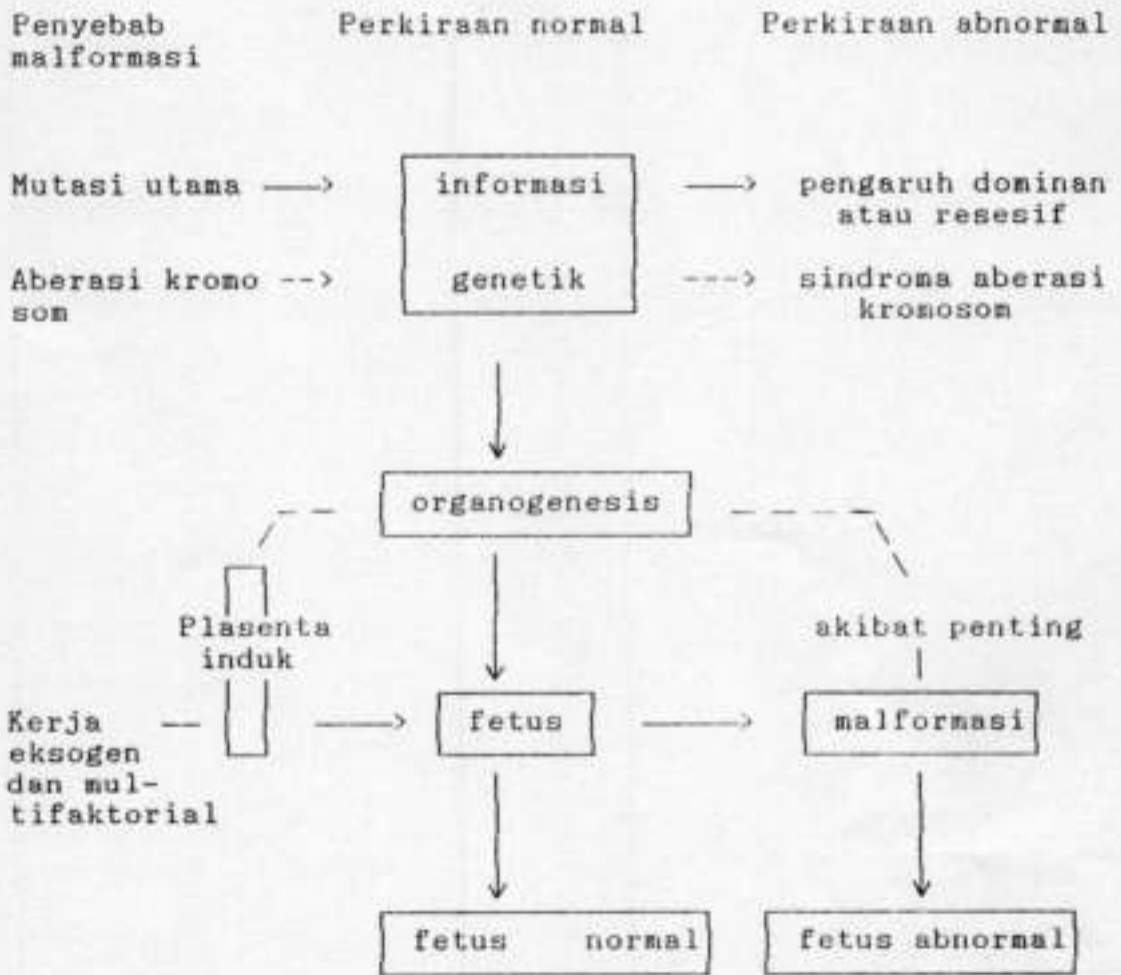 Penyebab
malformasi
Perkiraan normal
Perkiraan abnormal
Mutasi utama
informasi
pengaruh dominan
atau resesif
Aberasi kromo
som
genetik
sindroma aberasi
kromosom
organogenesis
Plasenta
induk
akibat penting
Kerja
eksogen
dan mul-
tifaktorial
fetus
malformasi
fetus normal
fetus abnormal